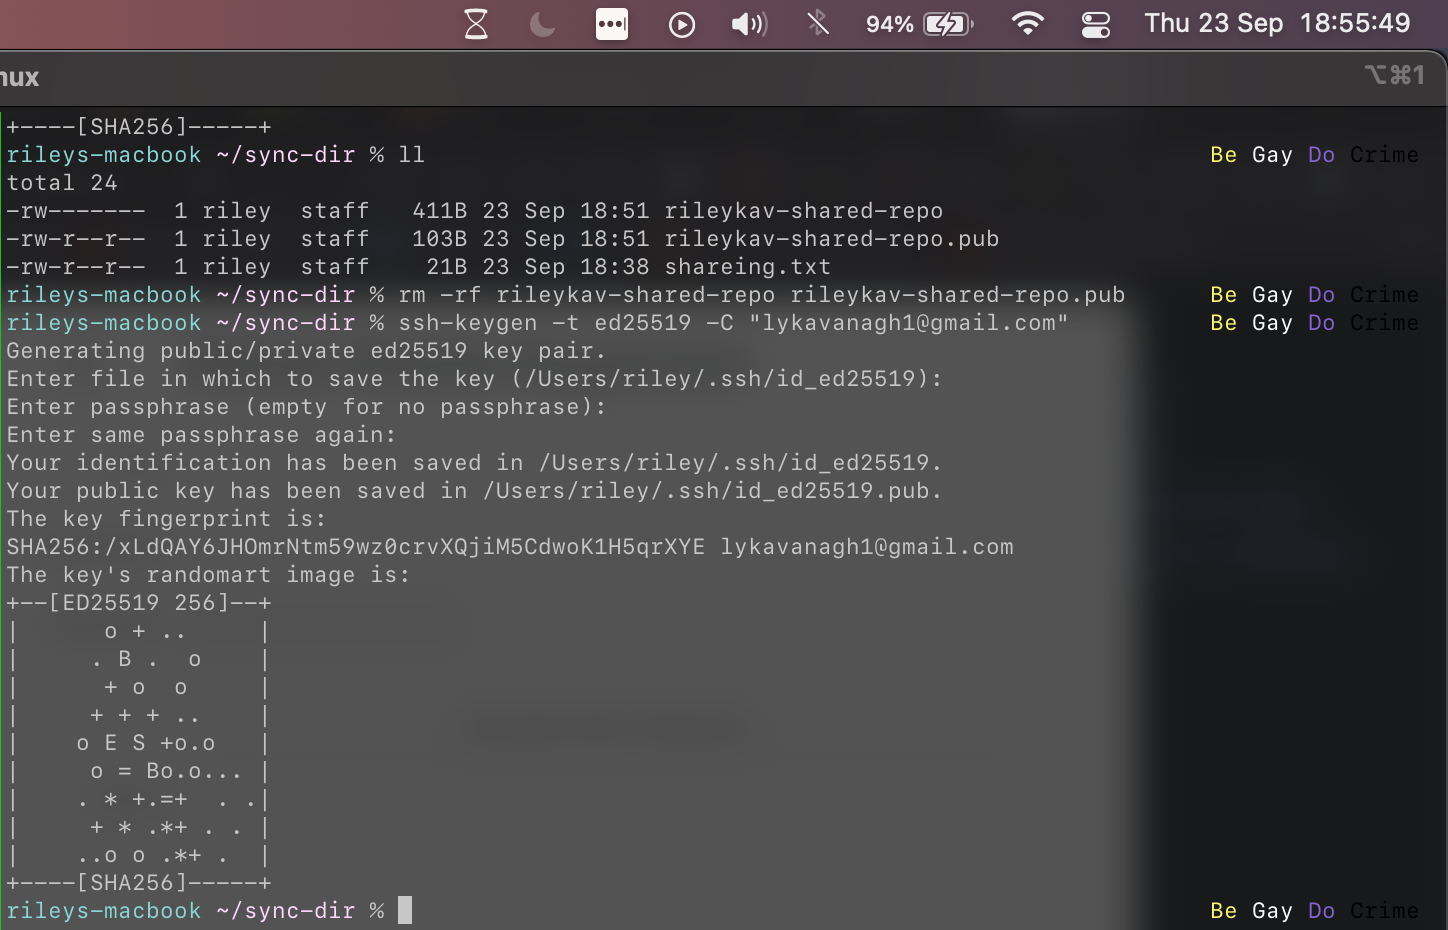 94% Thu 23 Sep 18:55:49
nux ⌥⌘1
+----[SHA256]-----+
rileys-macbook ~/sync-dir % ll Be Gay Do Crime
total 24
-rw-------  1 riley  staff   411B 23 Sep 18:51 rileykav-shared-repo
-rw-r--r--  1 riley  staff   103B 23 Sep 18:51 rileykav-shared-repo.pub
-rw-r--r--  1 riley  staff    21B 23 Sep 18:38 shareing.txt
rileys-macbook ~/sync-dir % rm -rf rileykav-shared-repo rileykav-shared-repo.pub Be Gay Do Crime
rileys-macbook ~/sync-dir % ssh-keygen -t ed25519 -C "lykavanagh1@gmail.com" Be Gay Do Crime
Generating public/private ed25519 key pair.
Enter file in which to save the key (/Users/riley/.ssh/id_ed25519):
Enter passphrase (empty for no passphrase):
Enter same passphrase again:
Your identification has been saved in /Users/riley/.ssh/id_ed25519.
Your public key has been saved in /Users/riley/.ssh/id_ed25519.pub.
The key fingerprint is:
SHA256:/xLdQAY6JHOmrNtm59wz0crvXQjiM5CdwoK1H5qrXYE lykavanagh1@gmail.com
The key's randomart image is:
+--[ED25519 256]--+
|      o + ..     |
|     . B .  o    |
|      + o  o     |
|     + + + ..    |
|    o E S +o.o   |
|     o = Bo.o... |
|    . * +.=+  . .|
|     + * .*+ . . |
|    ..o o .*+ .  |
+----[SHA256]-----+
rileys-macbook ~/sync-dir % Be Gay Do Crime